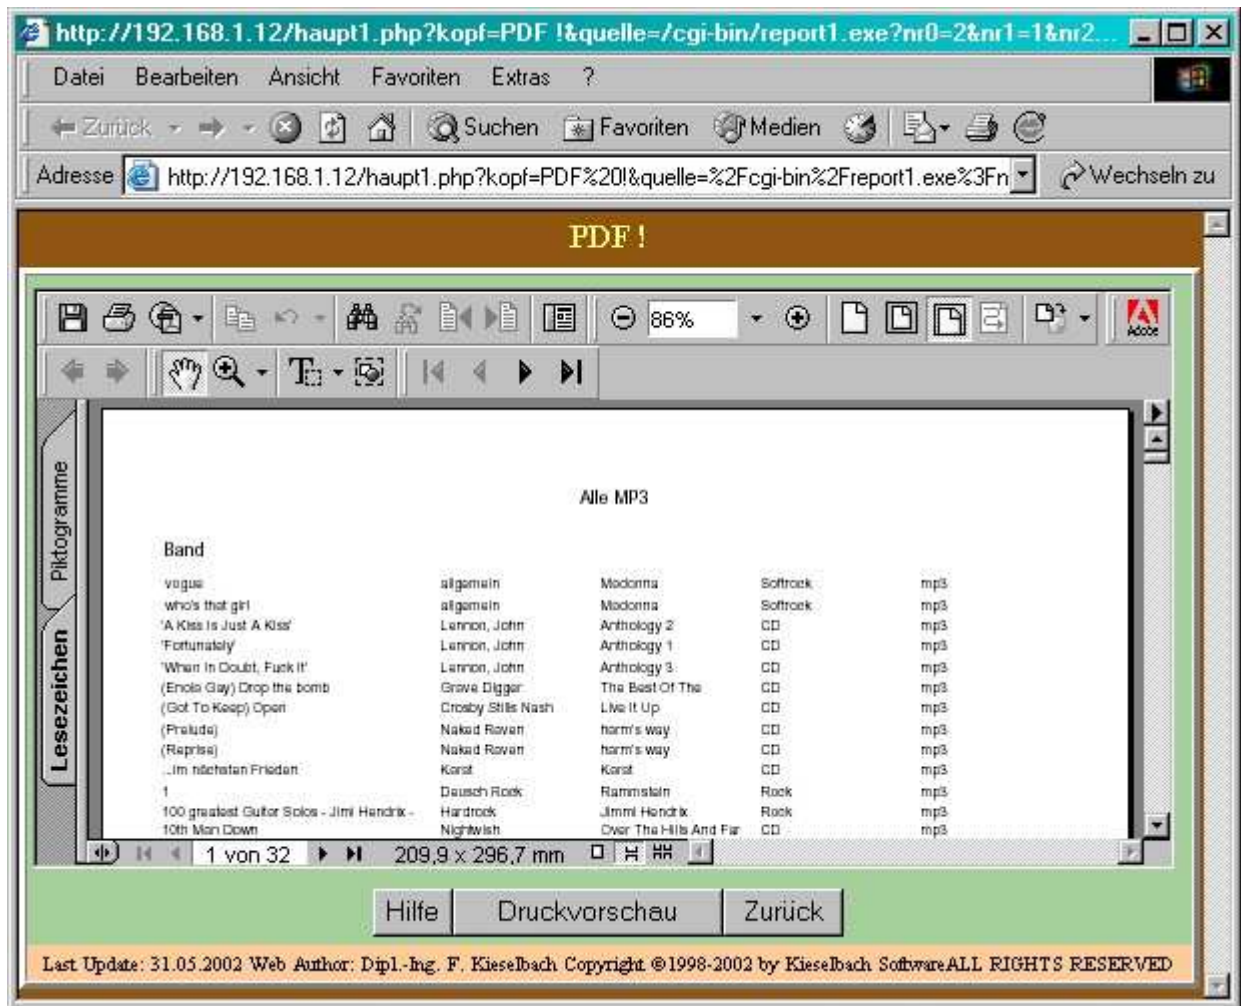 http://192.168.1.12/haupt1.php?kopf=PDF !&quelle=/cgi-bin/report1.exe?nr0=2&nr1=1&nr2...
Datei Bearbeiten Ansicht Favoriten Extras ?
Zurück Suchen Favoriten Medien
Adresse http://192.168.1.12/haupt1.php?kopf=PDF%20!&quelle=%2Fcgi-bin%2Freport1.exe%3Fn Wechseln zu
PDF !
86% Adobe
Piktogramme
Lesezeichen
Alle MP3
Band
vogue allgemein Madonna Softrock mp3
who's that girl allgemein Madonna Softrock mp3
'A Kiss Is Just A Kiss' Lennon, John Anthology 2 CD mp3
'Fortunately' Lennon, John Anthology 1 CD mp3
'When In Doubt, Fuck It' Lennon, John Anthology 3 CD mp3
(Enola Gay) Drop the bomb Grave Digger The Best Of The CD mp3
(Got To Keep) Open Crosby Stills Nash Live It Up CD mp3
(Prelude) Naked Raven harm's way CD mp3
(Reprise) Naked Raven harm's way CD mp3
...im nächsten Frieden Karat Karat CD mp3
1 Deusch Rock Rammstein Rock mp3
100 greatest Guitar Solos - Jimi Hendrix - Hardrock Jimmi Hendrix Rock mp3
10th Man Down Nightwish Over The Hills And Far CD mp3
1 von 32 209,9 x 296,7 mm
Hilfe Druckvorschau Zurück
Last Update: 31.05.2002 Web Author: Dipl.-Ing. F. Kieselbach Copyright ©1998-2002 by Kieselbach SoftwareALL RIGHTS RESERVED